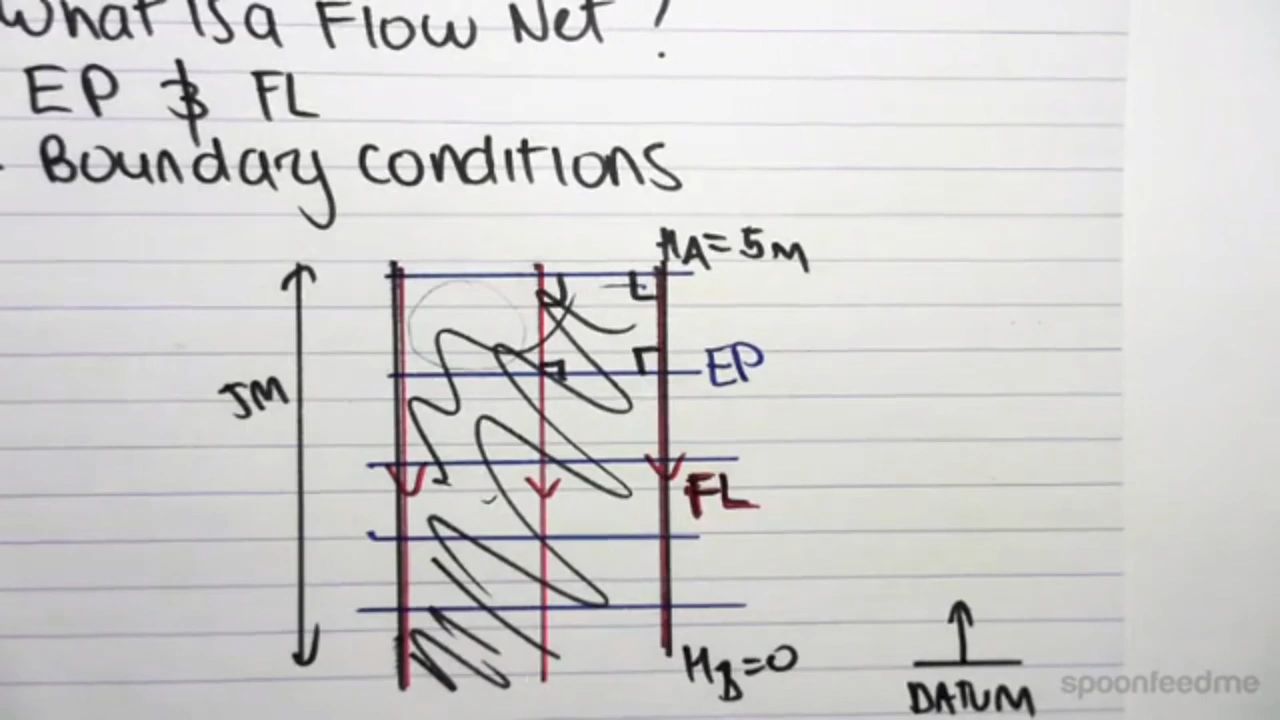 What Is a Flow Net ?
EP & FL
- Boundary conditions
HA = 5M
5M
EP
FL
HB = 0
DATUM
spoonfeedme